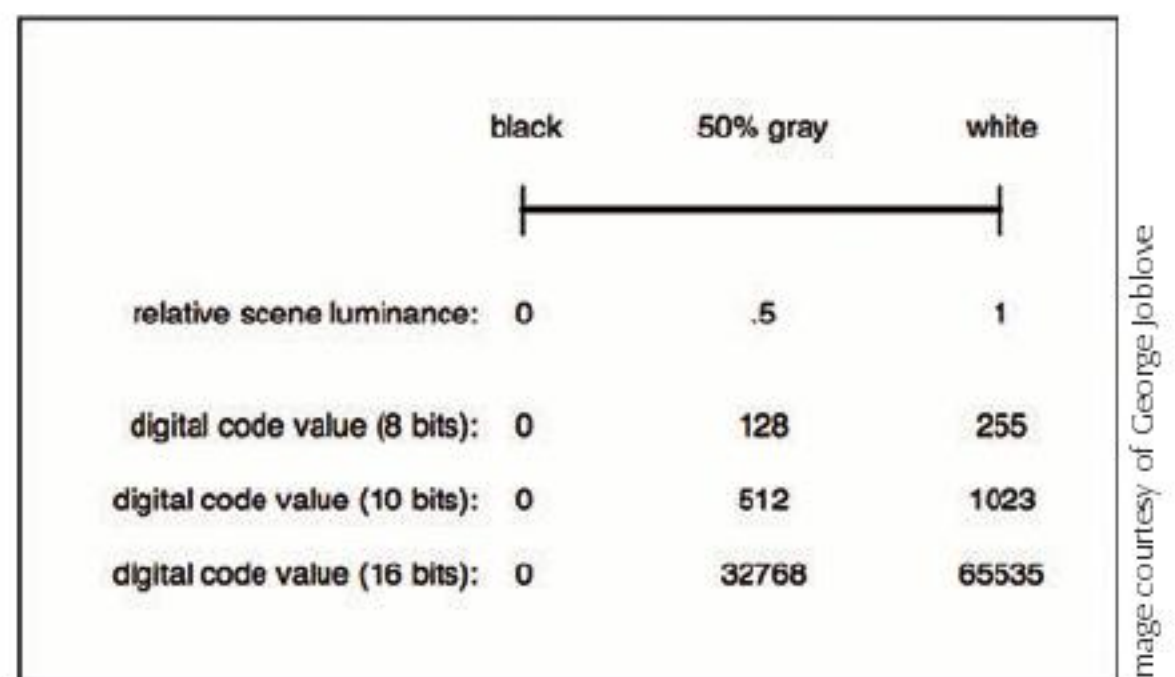 black 50% gray white
relative scene luminance: 0 .5 1
digital code value (8 bits): 0 128 255
digital code value (10 bits): 0 512 1023
digital code value (16 bits): 0 32768 65535
mage courtesy of George Joblove